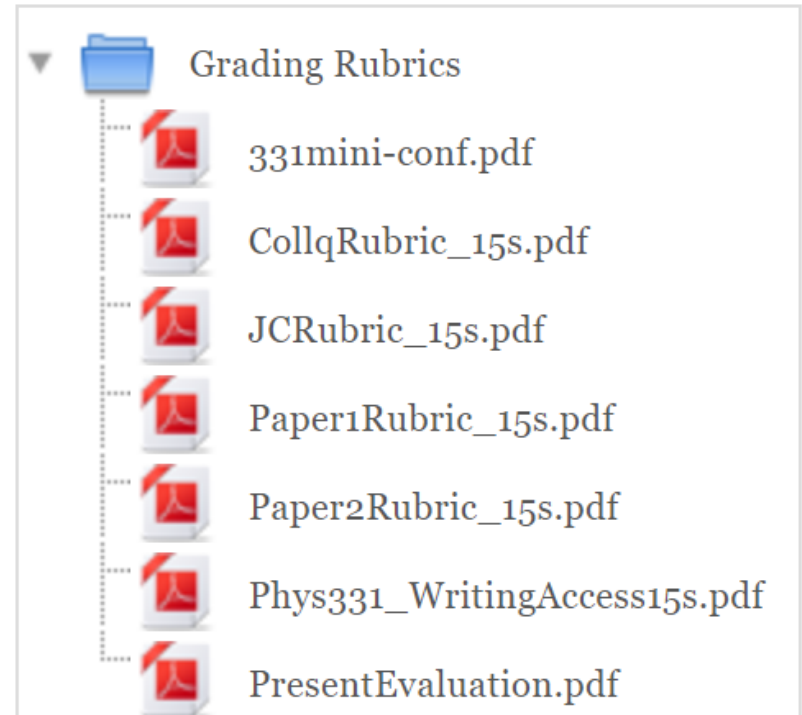 Grading Rubrics
331mini-conf.pdf
CollqRubric_15s.pdf
JCRubric_15s.pdf
Paper1Rubric_15s.pdf
Paper2Rubric_15s.pdf
Phys331_WritingAccess15s.pdf
PresentEvaluation.pdf